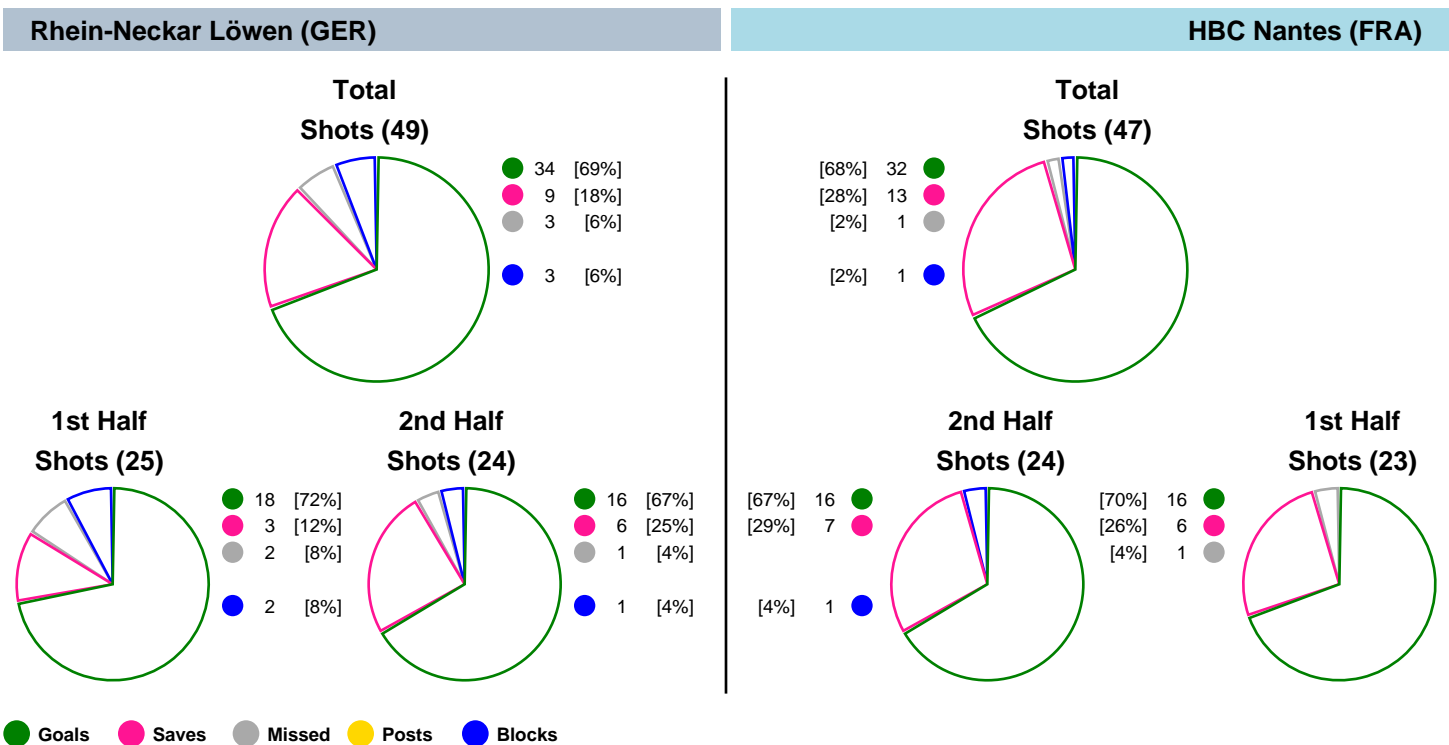 Rhein-Neckar Löwen (GER)
HBC Nantes (FRA)
Total
Shots (49)
34 [69%]
9 [18%]
3 [6%]
3 [6%]
Total
Shots (47)
[68%] 32
[28%] 13
[2%] 1
[2%] 1
1st Half
Shots (25)
18 [72%]
3 [12%]
2 [8%]
2 [8%]
2nd Half
Shots (24)
16 [67%]
6 [25%]
1 [4%]
1 [4%]
2nd Half
Shots (24)
[67%] 16
[29%] 7
[4%] 1
1st Half
Shots (23)
[70%] 16
[26%] 6
[4%] 1
Goals Saves Missed Posts Blocks